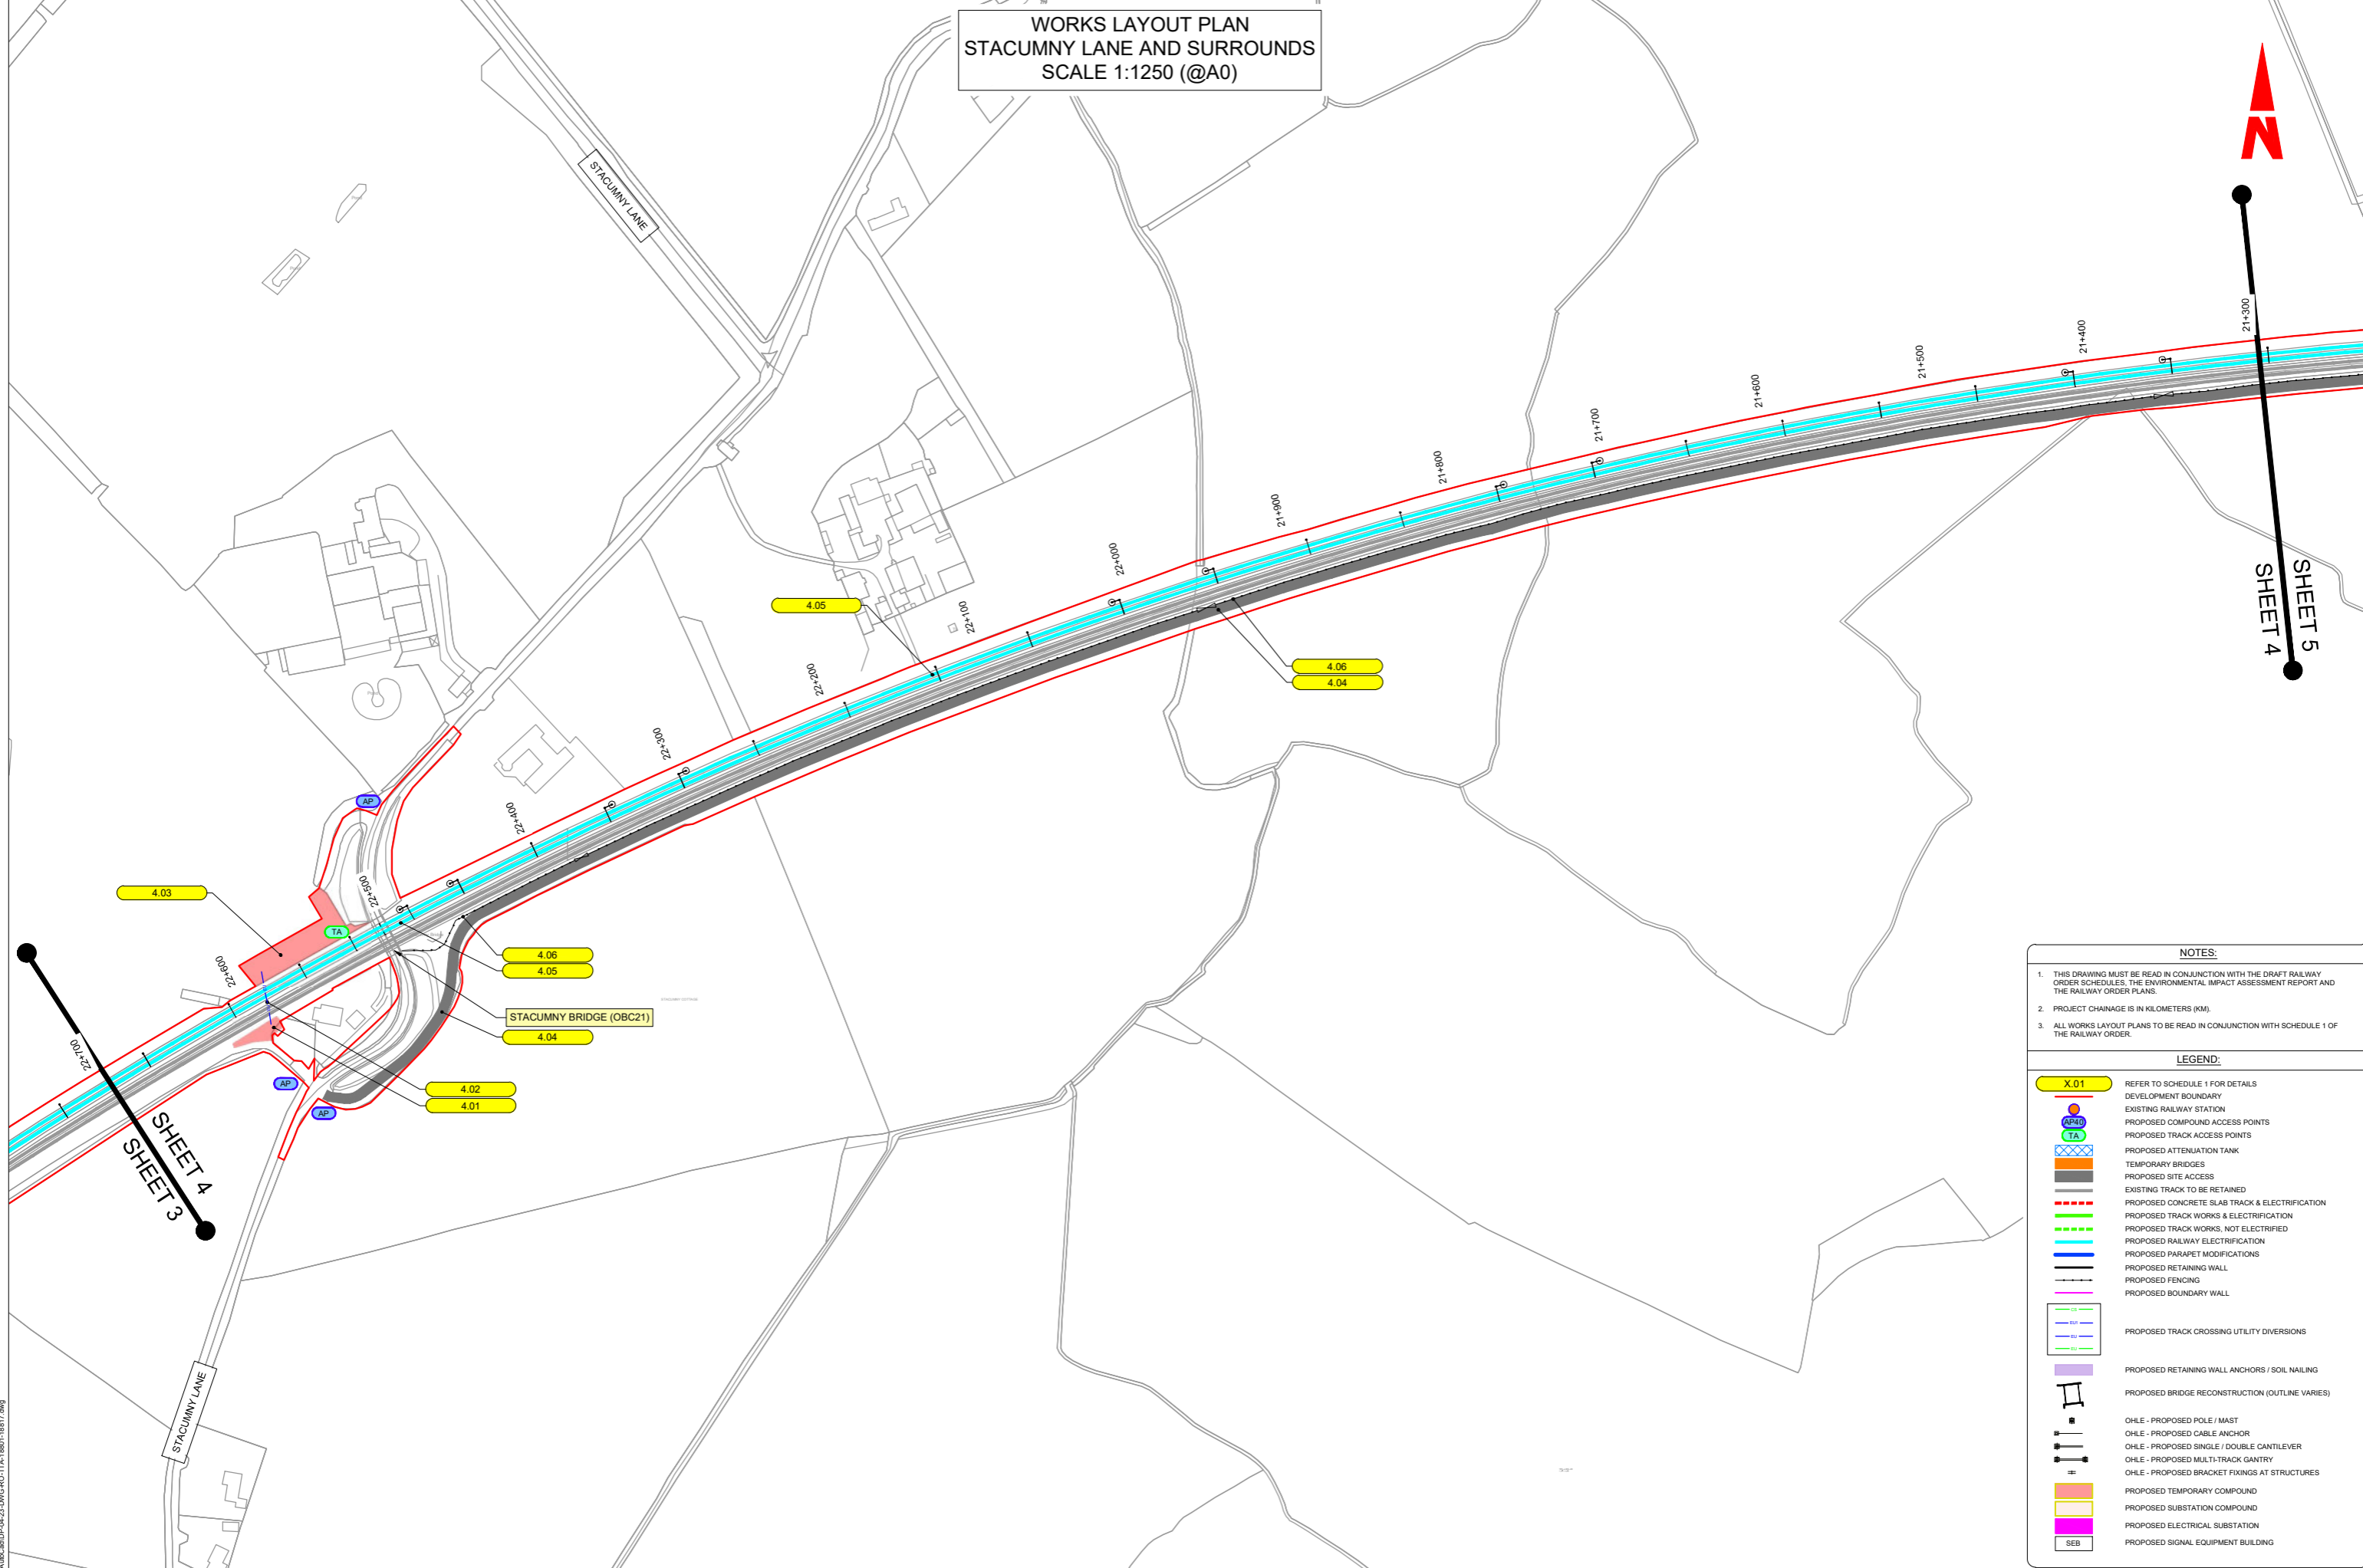 WORKS LAYOUT PLAN
STACUMNY LANE AND SURROUNDS
SCALE 1:1250 (@A0)
N
STACUMNY LANE
21+300
21+400
21+500
21+600
21+700
21+800
21+900
22+000
22+100
22+200
22+300
22+400
22+500
22+600
22+700
SHEET 5
SHEET 4
4.05
4.06
4.04
AP
4.03
TA
4.06
4.05
STACUMNY BRIDGE (OBC21)
4.04
4.02
4.01
AP
AP
SHEET 4
SHEET 3
STACUMNY LANE
STACUMNY COTTAGE
NOTES:
1. THIS DRAWING MUST BE READ IN CONJUNCTION WITH THE DRAFT RAILWAY
ORDER SCHEDULES, THE ENVIRONMENTAL IMPACT ASSESSMENT REPORT AND
THE RAILWAY ORDER PLANS.
2. PROJECT CHAINAGE IS IN KILOMETERS (KM).
3. ALL WORKS LAYOUT PLANS TO BE READ IN CONJUNCTION WITH SCHEDULE 1 OF
THE RAILWAY ORDER.
LEGEND:
X.01 REFER TO SCHEDULE 1 FOR DETAILS
DEVELOPMENT BOUNDARY
EXISTING RAILWAY STATION
AP40 PROPOSED COMPOUND ACCESS POINTS
TA PROPOSED TRACK ACCESS POINTS
PROPOSED ATTENUATION TANK
TEMPORARY BRIDGES
PROPOSED SITE ACCESS
EXISTING TRACK TO BE RETAINED
PROPOSED CONCRETE SLAB TRACK & ELECTRIFICATION
PROPOSED TRACK WORKS & ELECTRIFICATION
PROPOSED TRACK WORKS, NOT ELECTRIFIED
PROPOSED RAILWAY ELECTRIFICATION
PROPOSED PARAPET MODIFICATIONS
PROPOSED RETAINING WALL
PROPOSED FENCING
PROPOSED BOUNDARY WALL
PROPOSED TRACK CROSSING UTILITY DIVERSIONS
PROPOSED RETAINING WALL ANCHORS / SOIL NAILING
PROPOSED BRIDGE RECONSTRUCTION (OUTLINE VARIES)
OHLE - PROPOSED POLE / MAST
OHLE - PROPOSED CABLE ANCHOR
OHLE - PROPOSED SINGLE / DOUBLE CANTILEVER
OHLE - PROPOSED MULTI-TRACK GANTRY
OHLE - PROPOSED BRACKET FIXINGS AT STRUCTURES
PROPOSED TEMPORARY COMPOUND
PROPOSED SUBSTATION COMPOUND
PROPOSED ELECTRICAL SUBSTATION
SEB PROPOSED SIGNAL EQUIPMENT BUILDING